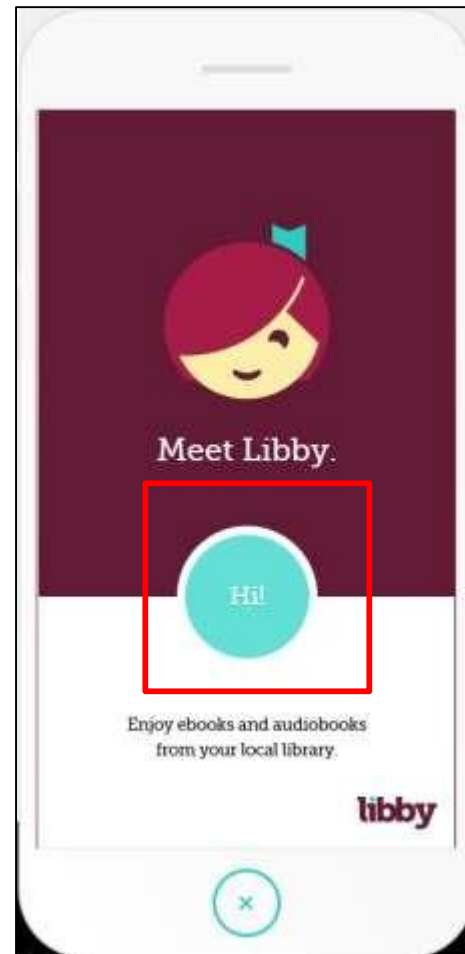 Meet Libby.
Hi!
Enjoy ebooks and audiobooks
from your local library.
libby